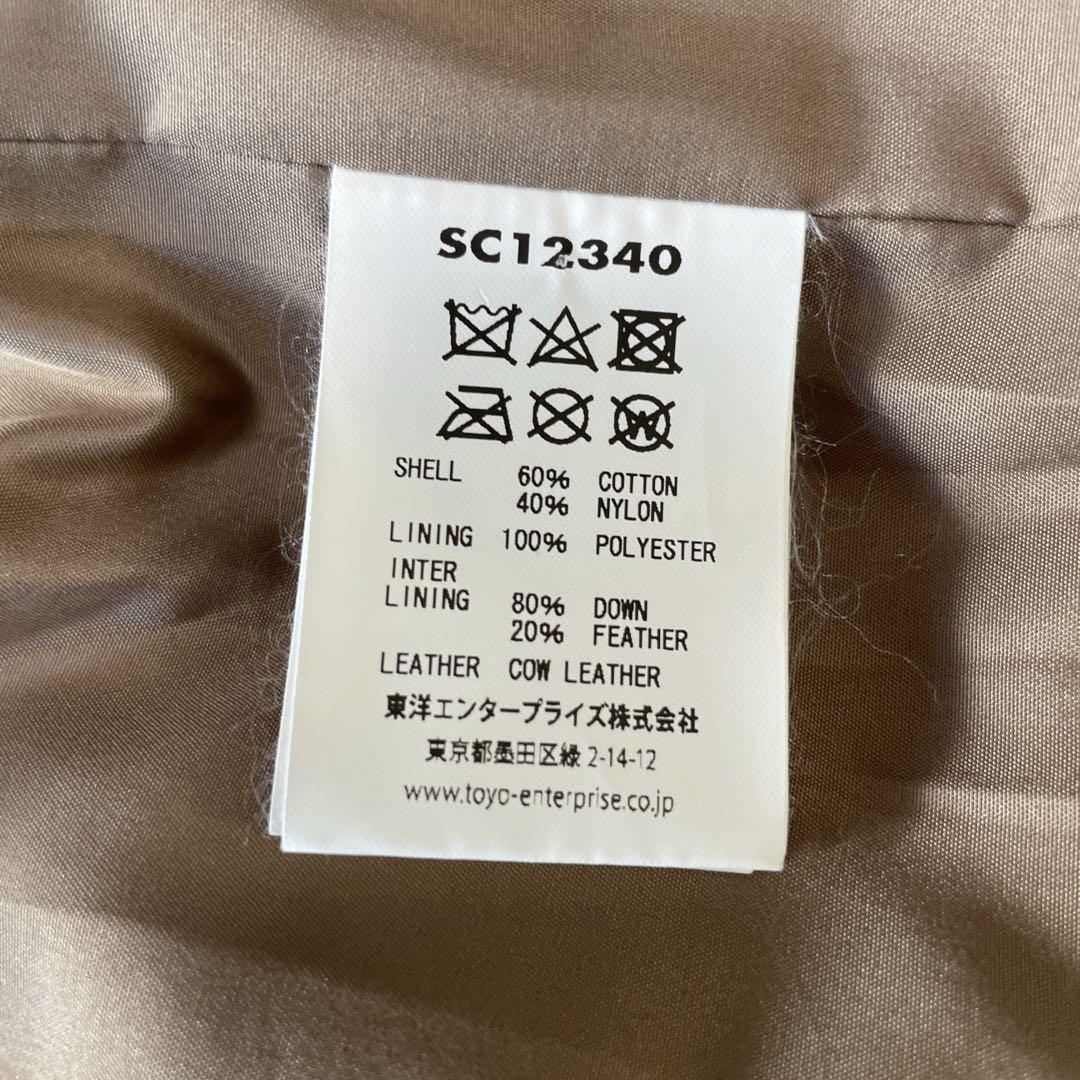 SC12340
W
SHELL 60% COTTON
40% NYLON
LINING 100% POLYESTER
INTER
LINING 80% DOWN
20% FEATHER
LEATHER COW LEATHER
東洋エンタープライズ株式会社
東京都墨田区緑 2-14-12
www.toyo-enterprise.co.jp